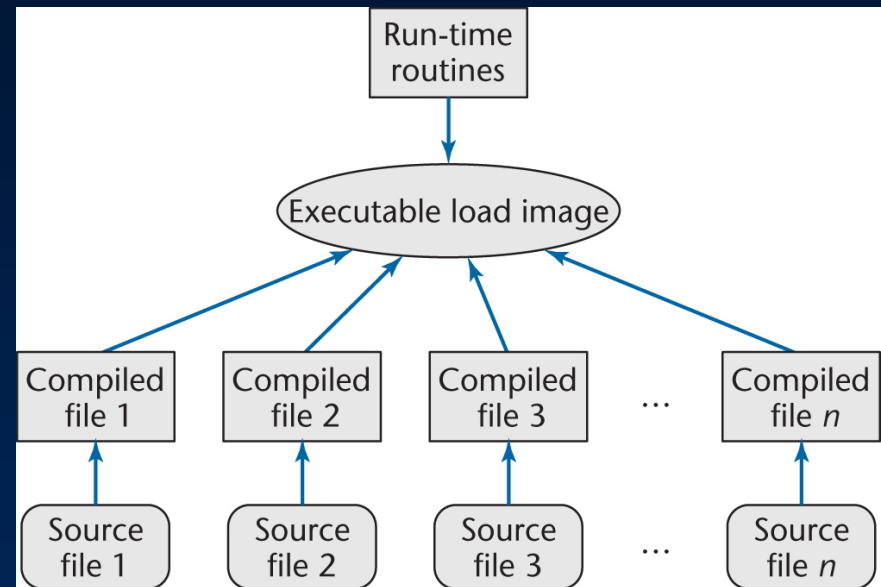 Run-time
routines
Executable load image
Compiled
file 1
Compiled
file 2
Compiled
file 3
...
Compiled
file n
Source
file 1
Source
file 2
Source
file 3
...
Source
file n